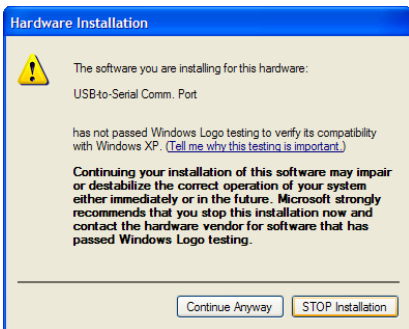 Hardware Installation
The software you are installing for this hardware:
USB-to-Serial Comm. Port
has not passed Windows Logo testing to verify its compatibility
with Windows XP. (Tell me why this testing is important.)
Continuing your installation of this software may impair
or destabilize the correct operation of your system
either immediately or in the future. Microsoft strongly
recommends that you stop this installation now and
contact the hardware vendor for software that has
passed Windows Logo testing.
Continue Anyway STOP Installation